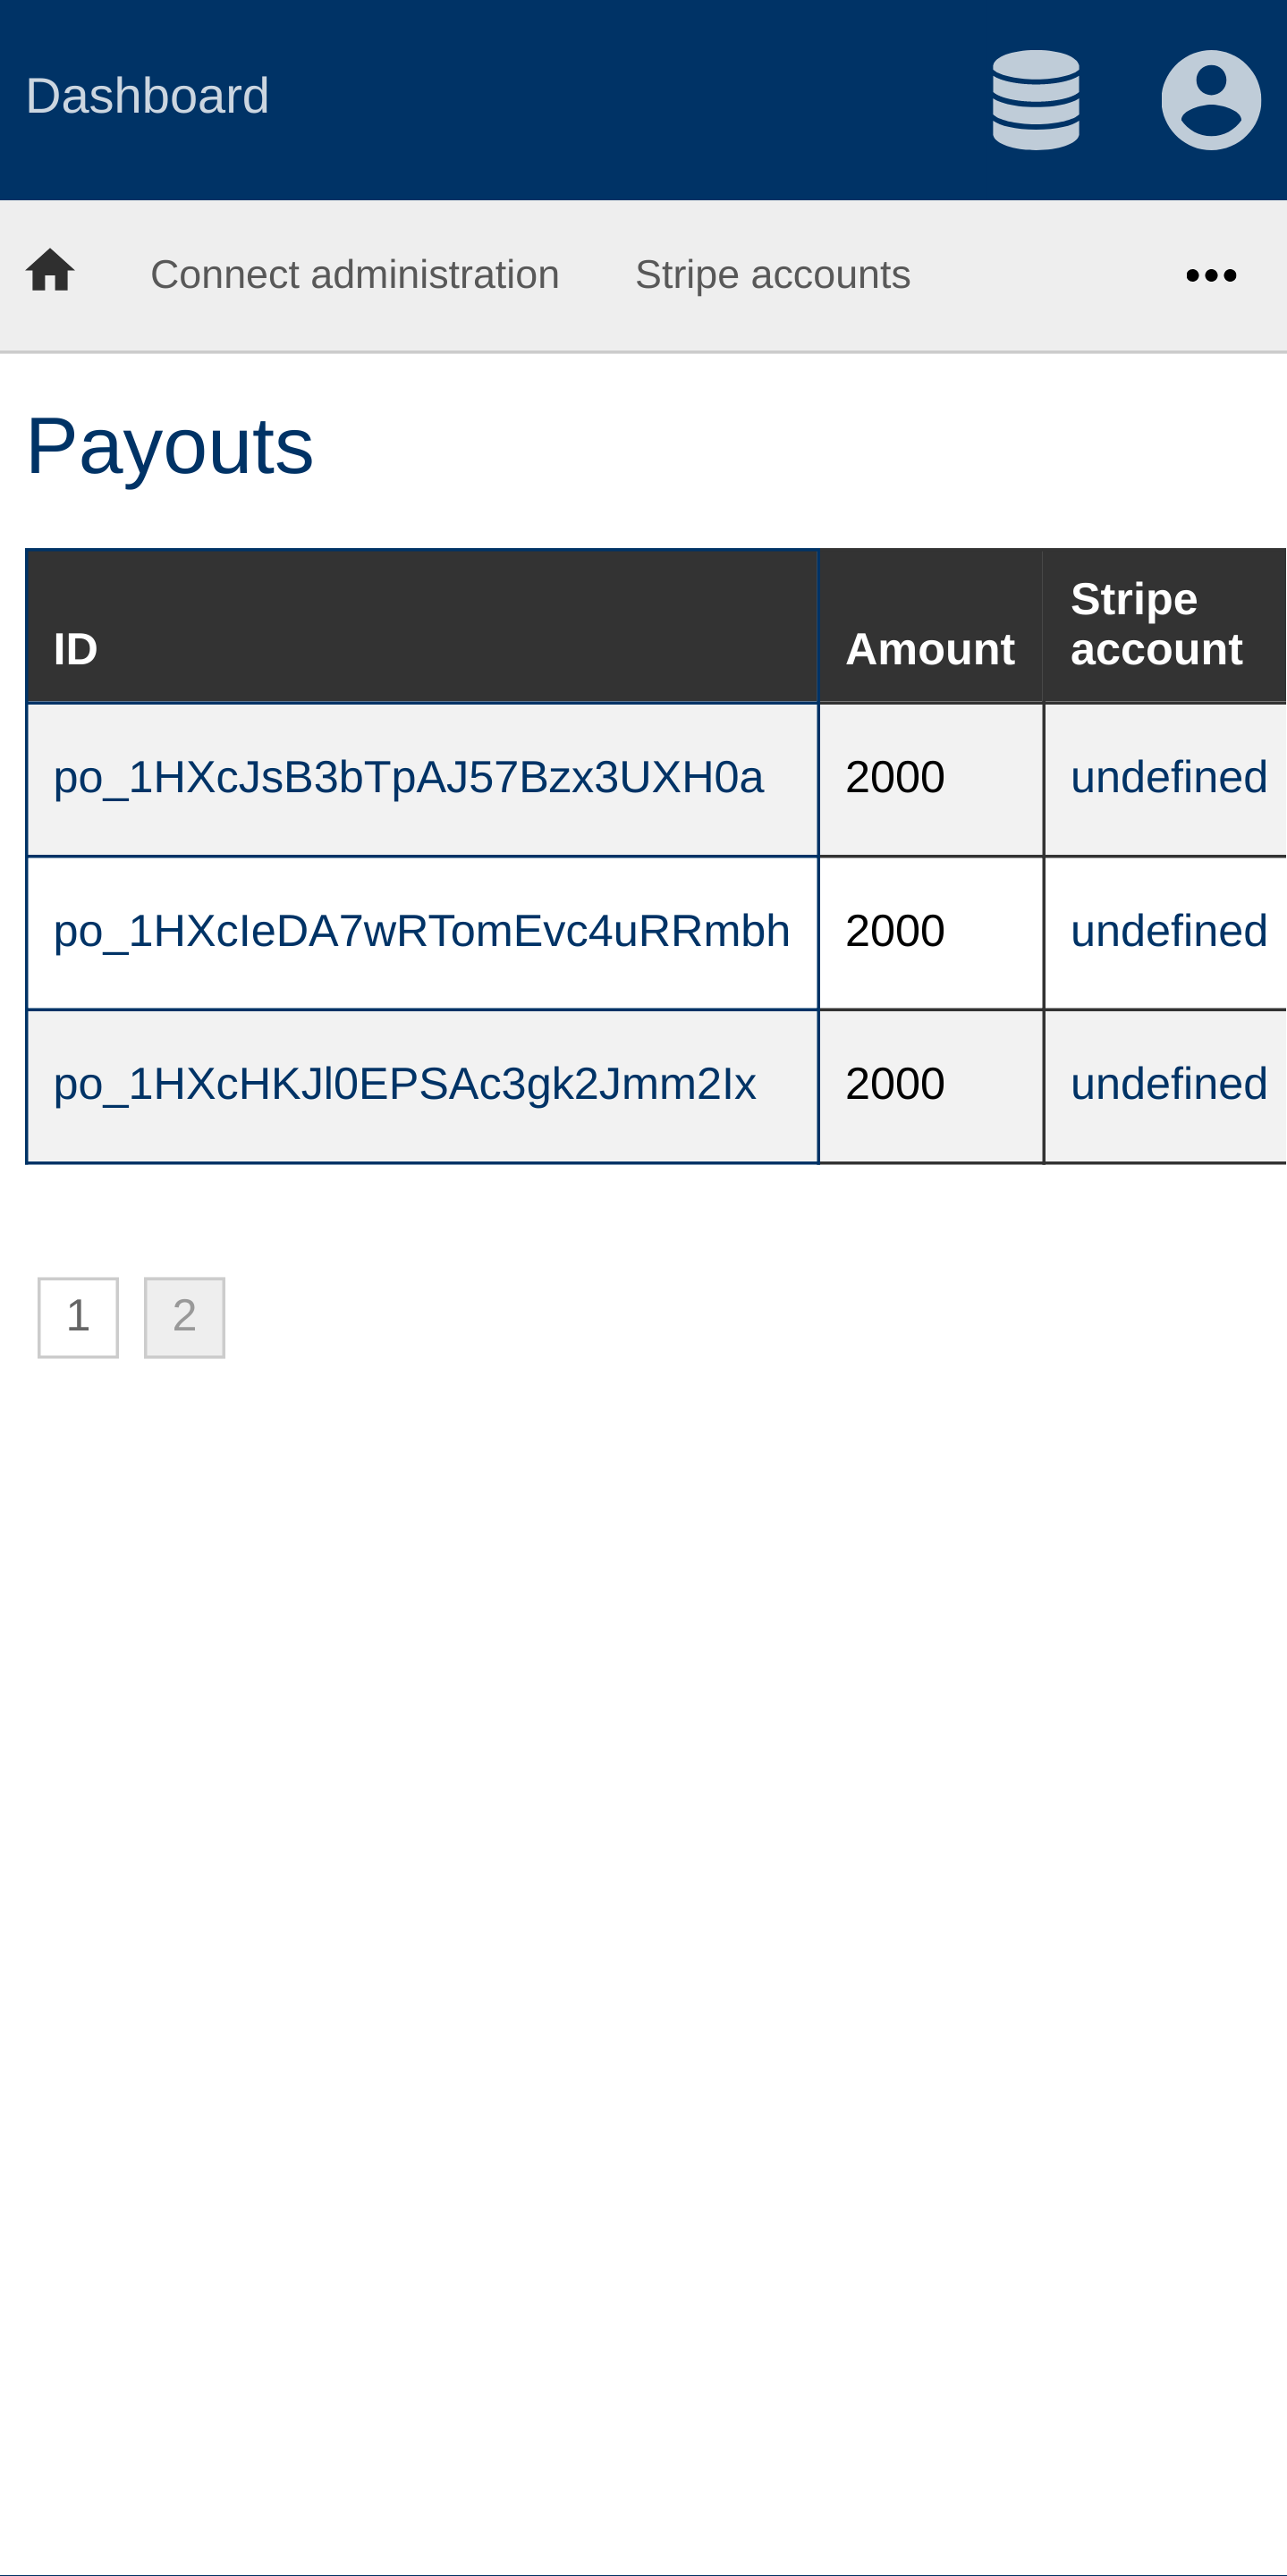 Dashboard
Connect administration Stripe accounts
Payouts
ID Amount Stripe account
po_1HXcJsB3bTpAJ57Bzx3UXH0a 2000 undefined
po_1HXcIeDA7wRTomEvc4uRRmbh 2000 undefined
po_1HXcHKJl0EPSAc3gk2Jmm2Ix 2000 undefined
1 2